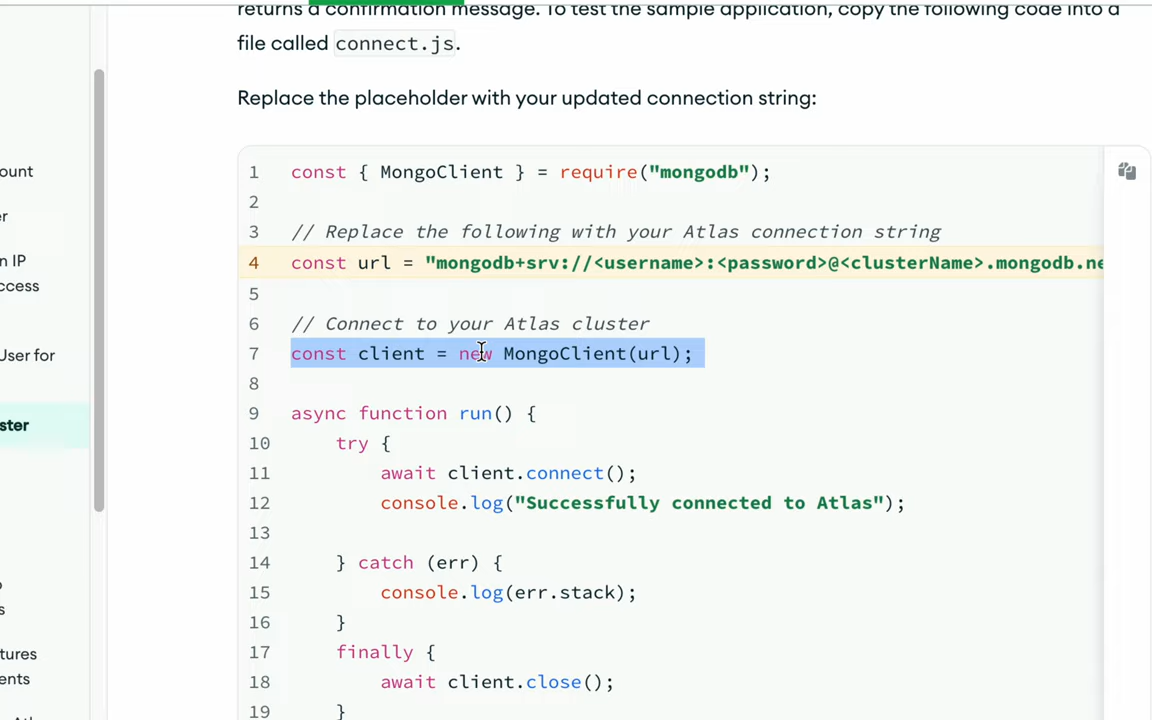 returns a confirmation message. To test the sample application, copy the following code into a
file called connect.js.
Replace the placeholder with your updated connection string:
ount
er
n IP
ccess
User for
ster
o
s
tures
ents
1 const { MongoClient } = require("mongodb");
2
3 // Replace the following with your Atlas connection string
4 const url = "mongodb+srv://<username>:<password>@<clusterName>.mongodb.ne
5
6 // Connect to your Atlas cluster
7 const client = new MongoClient(url);
8
9 async function run() {
10 try {
11 await client.connect();
12 console.log("Successfully connected to Atlas");
13
14 } catch (err) {
15 console.log(err.stack);
16 }
17 finally {
18 await client.close();
19 }